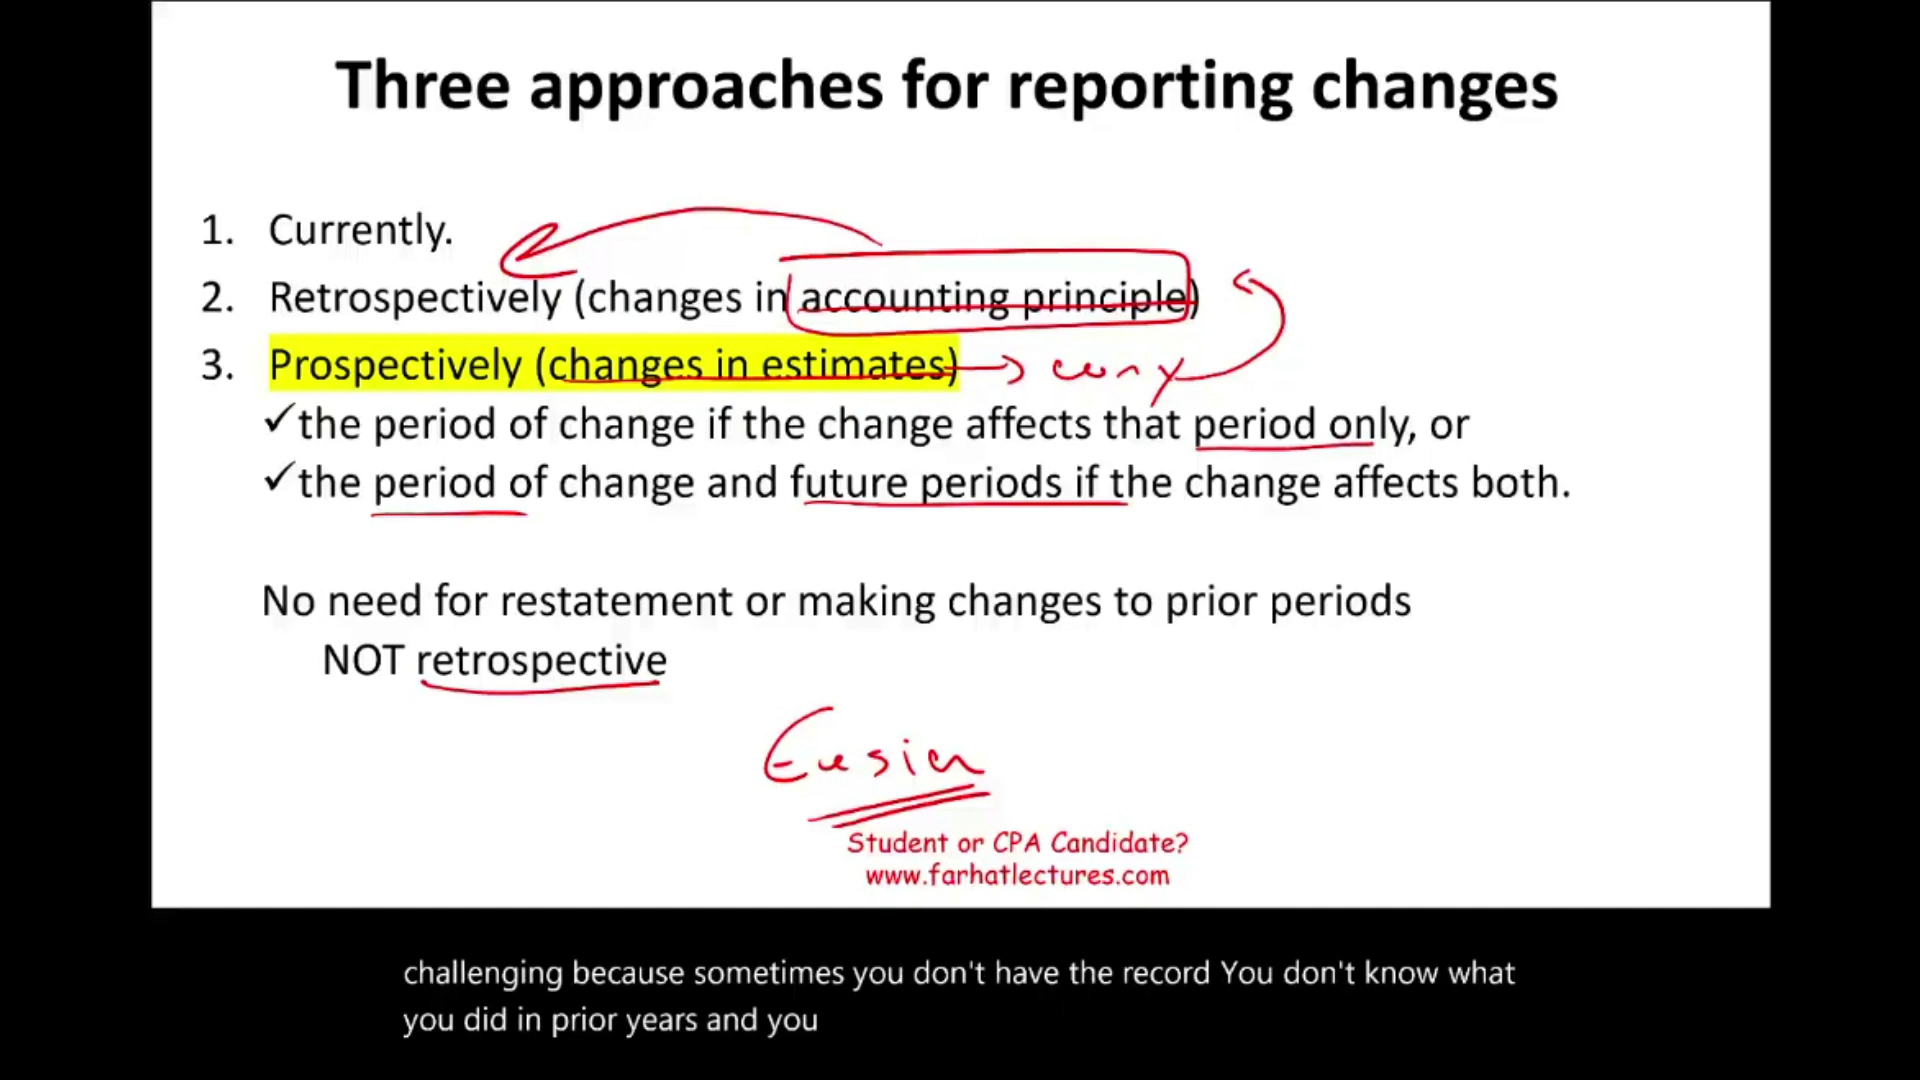 Three approaches for reporting changes
1. Currently.
2. Retrospectively (changes in accounting principle)
3. Prospectively (changes in estimates)
✓the period of change if the change affects that period only, or
✓the period of change and future periods if the change affects both.
No need for restatement or making changes to prior periods
NOT retrospective
Easier
Student or CPA Candidate?
www.farhatlectures.com
challenging because sometimes you don't have the record You don't know what
you did in prior years and you